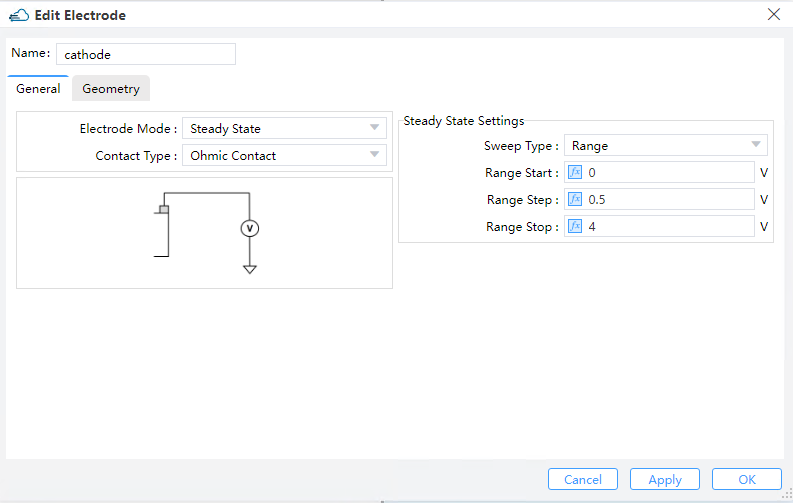 Edit Electrode
Name: cathode
General Geometry
Electrode Mode : Steady State
Contact Type : Ohmic Contact
V
Steady State Settings
Sweep Type : Range
Range Start : fx 0 V
Range Step : fx 0.5 V
Range Stop : fx 4 V
Cancel Apply OK